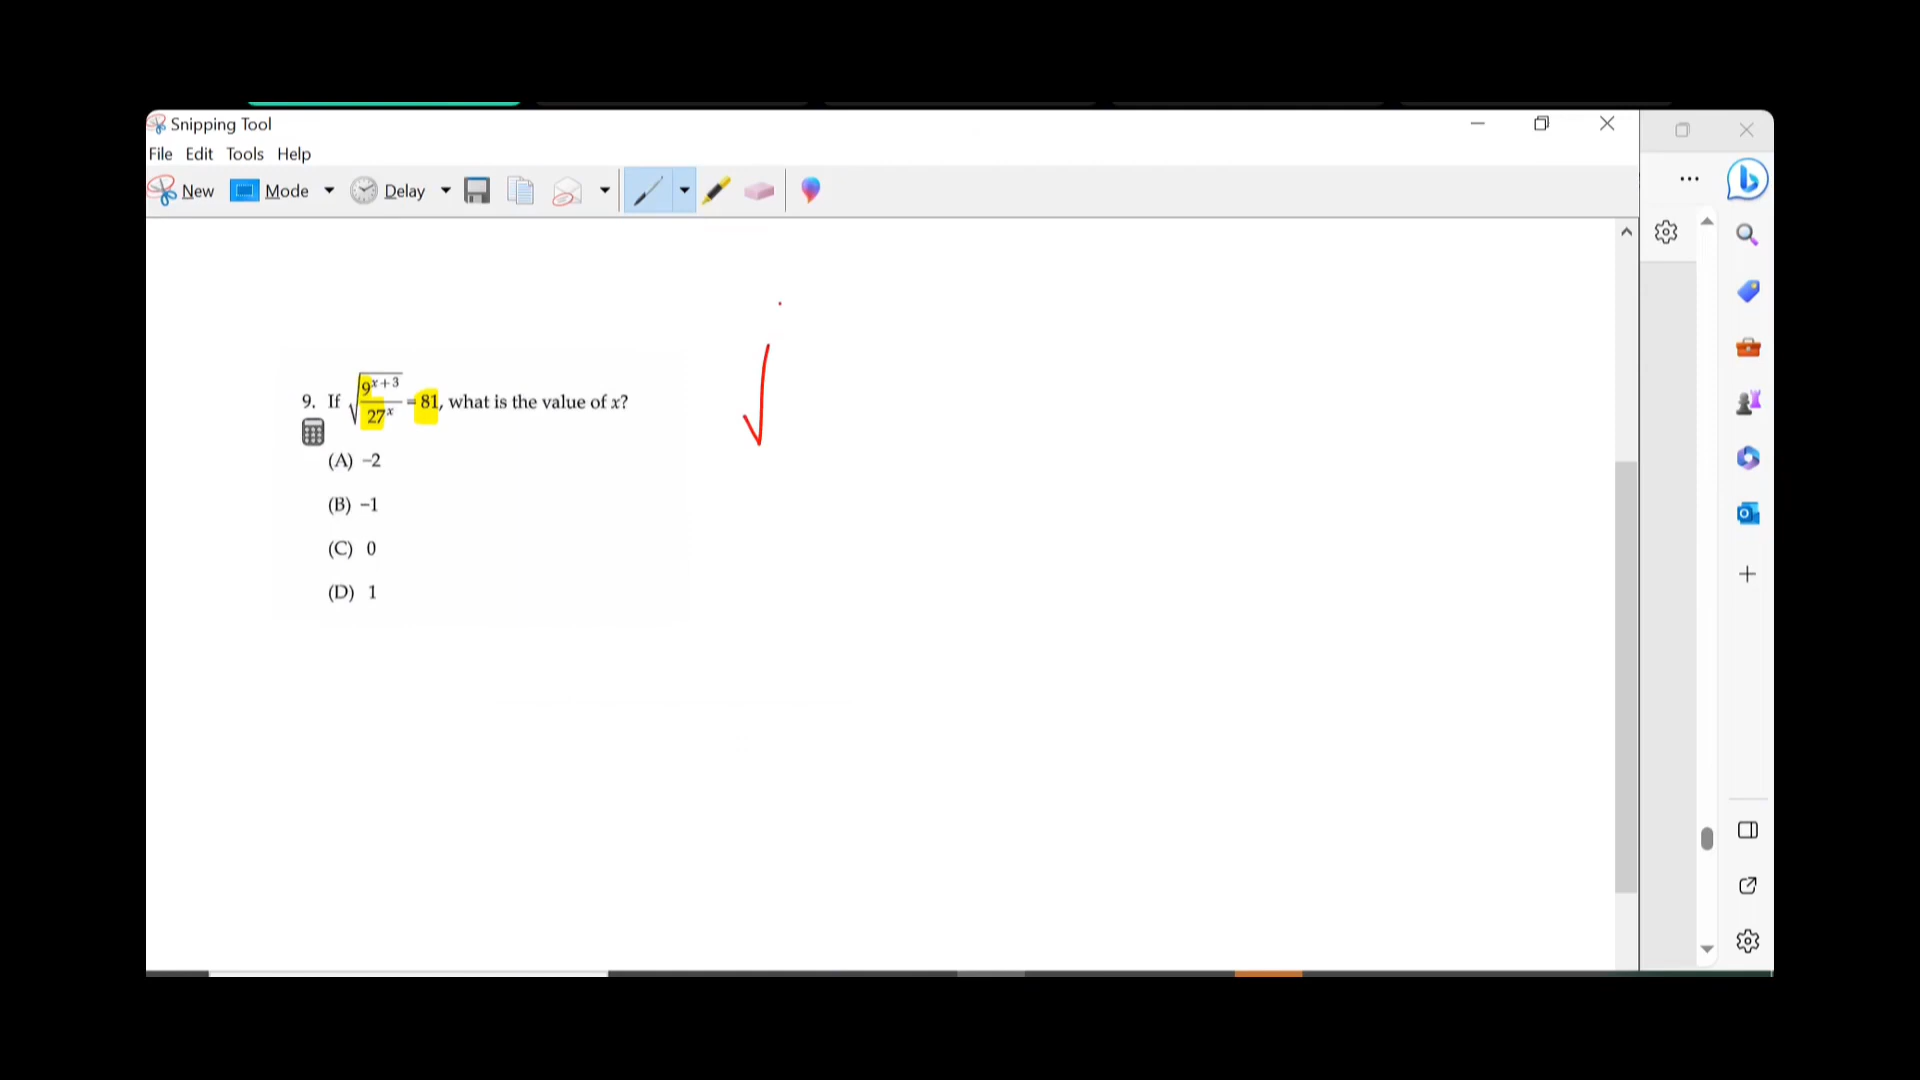 Snipping Tool
File Edit Tools Help
New Mode Delay
9. If √(9^(x+3)/27^x) = 81, what is the value of x?
(A) –2
(B) –1
(C) 0
(D) 1